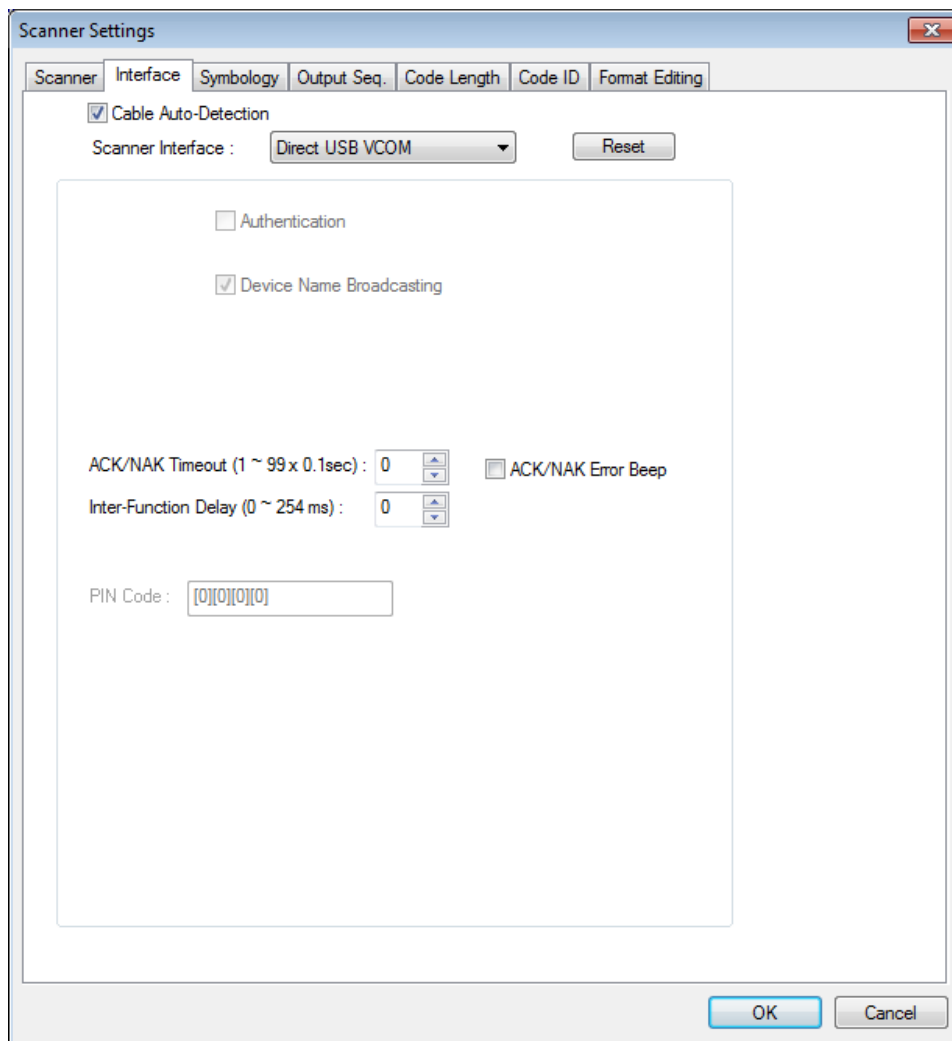 Scanner Settings
Scanner Interface Symbology Output Seq. Code Length Code ID Format Editing
Cable Auto-Detection
Scanner Interface : Direct USB VCOM Reset
Authentication
Device Name Broadcasting
ACK/NAK Timeout (1 ~ 99 x 0.1sec) : 0 ACK/NAK Error Beep
Inter-Function Delay (0 ~ 254 ms) : 0
PIN Code : [0][0][0][0]
OK Cancel